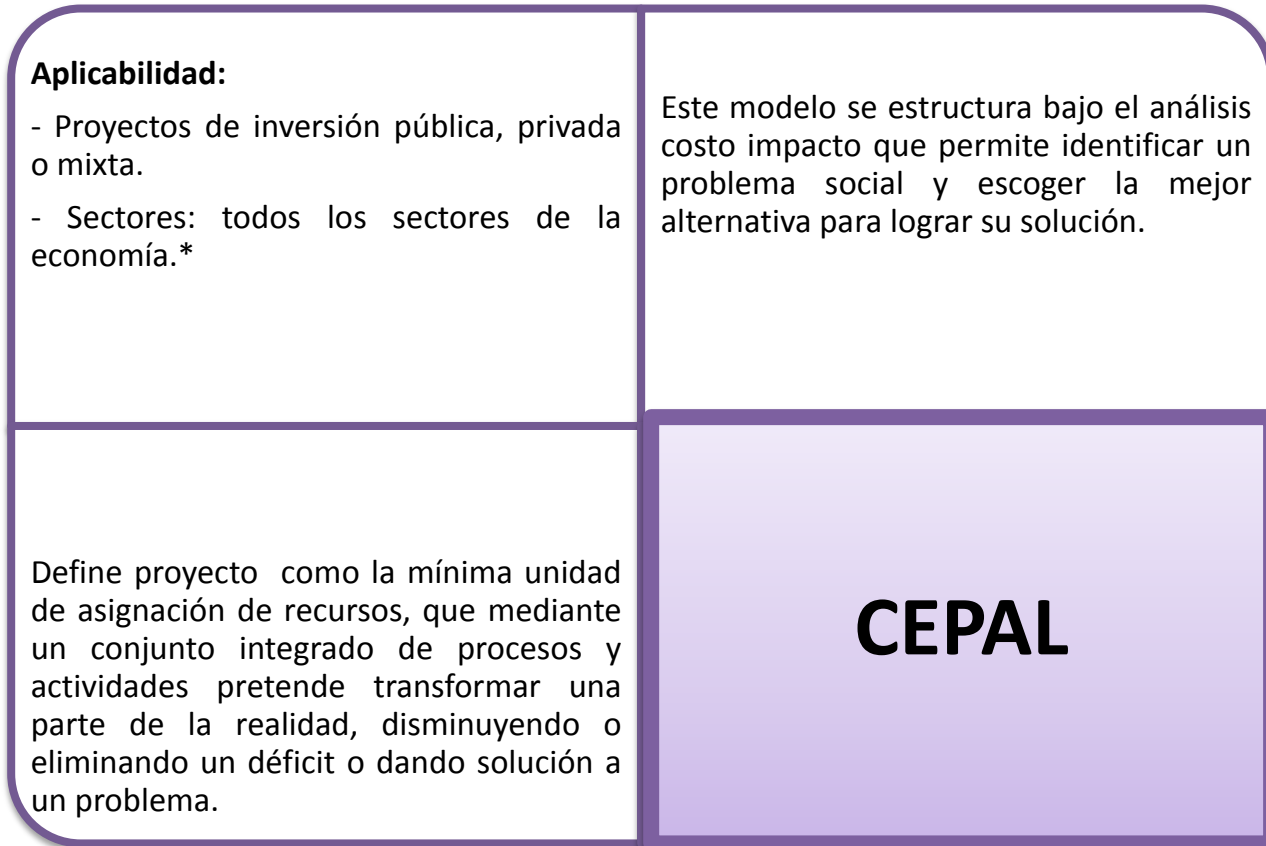 Aplicabilidad:
- Proyectos de inversión pública, privada
o mixta.
- Sectores: todos los sectores de la
economía.*
Este modelo se estructura bajo el análisis
costo impacto que permite identificar un
problema social y escoger la mejor
alternativa para lograr su solución.
Define proyecto como la mínima unidad
de asignación de recursos, que mediante
un conjunto integrado de procesos y
actividades pretende transformar una
parte de la realidad, disminuyendo o
eliminando un déficit o dando solución a
un problema.
CEPAL